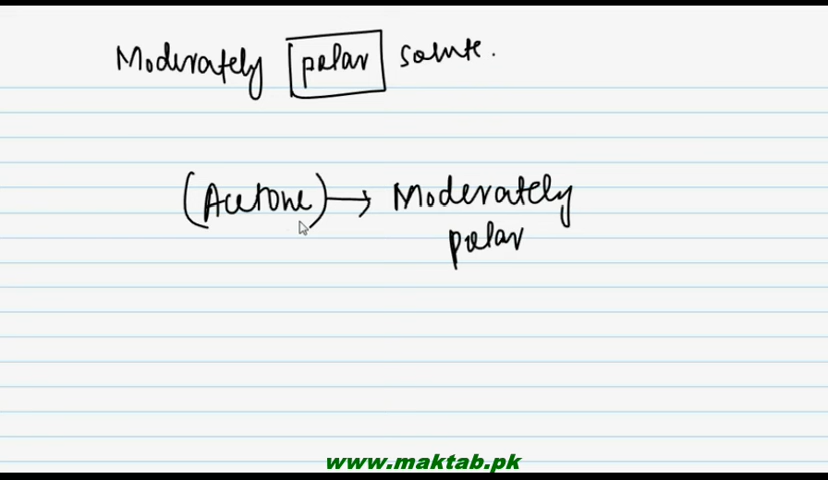 Moderately polar solute.
(Acetone) → Moderately
polar
www.maktab.pk